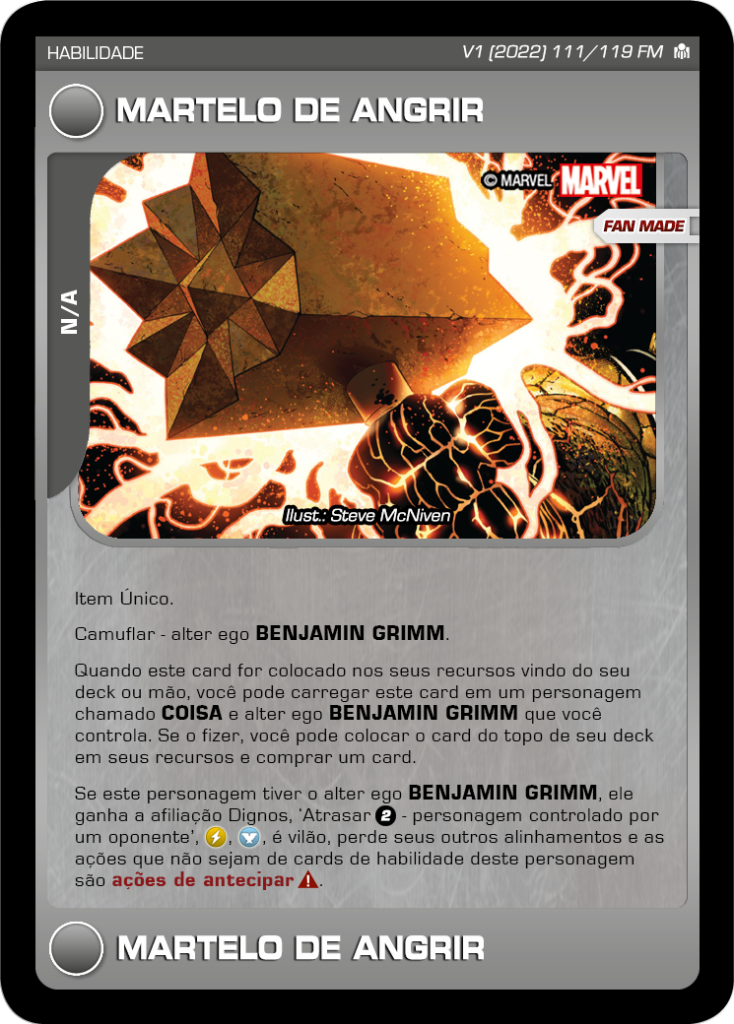 HABILIDADE
V1 (2022) 111/119 FM
MARTELO DE ANGRIR
© MARVEL MARVEL
FAN MADE
N/A
Ilust.: Steve McNiven
Item Único.
Camuflar - alter ego BENJAMIN GRIMM.
Quando este card for colocado nos seus recursos vindo do seu
deck ou mão, você pode carregar este card em um personagem
chamado COISA e alter ego BENJAMIN GRIMM que você
controla. Se o fizer, você pode colocar o card do topo de seu deck
em seus recursos e comprar um card.
Se este personagem tiver o alter ego BENJAMIN GRIMM, ele
ganha a afiliação Dignos, ‘Atrasar 2 - personagem controlado por
um oponente’, , , é vilão, perde seus outros alinhamentos e as
ações que não sejam de cards de habilidade deste personagem
são ações de antecipar .
MARTELO DE ANGRIR